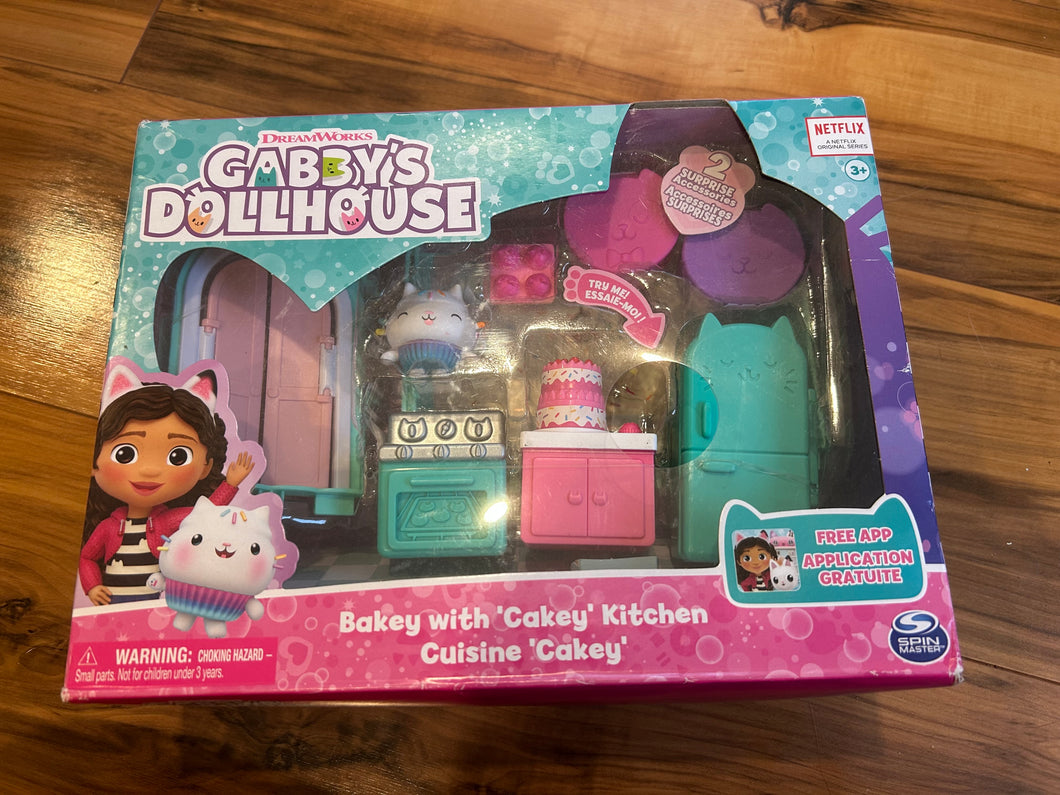 DREAMWORKS
GABBY'S
DOLLHOUSE
NETFLIX
A NETFLIX
ORIGINAL SERIES
3+
2
SURPRISE
Accessories
Accessoires
SURPRISES
TRY ME!
ESSAIE-MOI!
FREE APP
APPLICATION
GRATUITE
Bakey with 'Cakey' Kitchen
Cuisine 'Cakey'
SPIN
MASTER™
WARNING: CHOKING HAZARD –
Small parts. Not for children under 3 years.